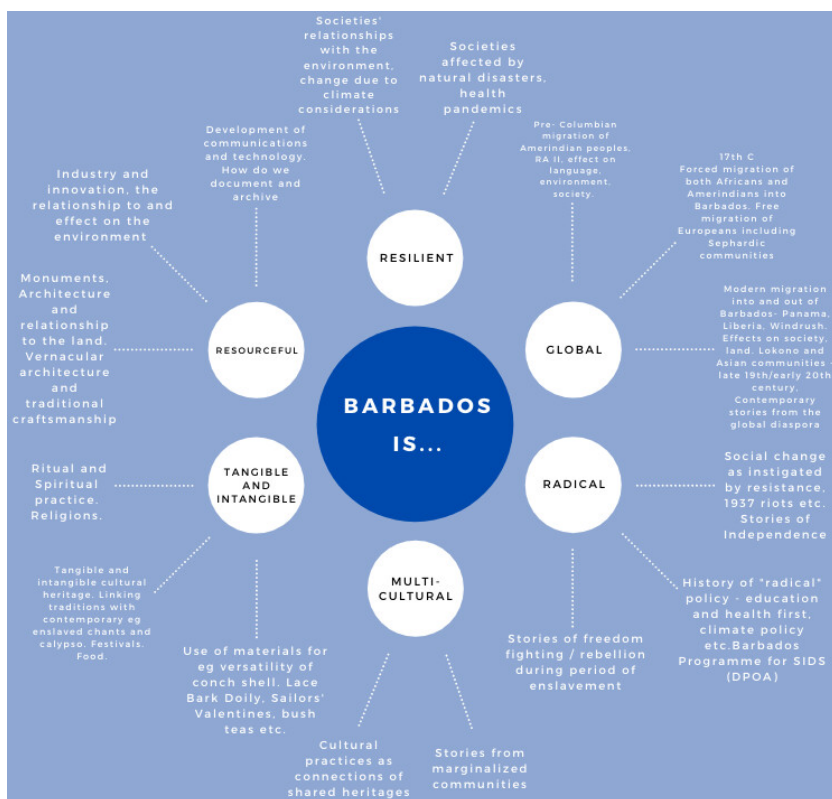 Societies'
relationships
with the
environment,
change due to
climate
considerations
Societies
affected by
natural disasters,
health
pandemics
Development of
communications
and technology.
How do we
document and
archive
Pre- Columbian
migration of
Amerindian peoples,
RA II, effect on
language,
environment,
society.
17th C
Forced migration of
both Africans and
Amerindians into
Barbados. Free
migration of
Europeans including
Sephardic
communities
Industry and
innovation, the
relationship to and
effect on the
environment
RESILIENT
Monuments,
Architecture
and
relationship
to the land.
Vernacular
architecture
and
traditional
craftsmanship
RESOURCEFUL
GLOBAL
Modern migration
into and out of
Barbados- Panama,
Liberia, Windrush.
Effects on society,
land. Lokono and
Asian communities -
late 19th/early 20th
century,
Contemporary
stories from the
global diaspora
BARBADOS
IS...
Ritual and
Spiritual
practice.
Religions.
TANGIBLE
AND
INTANGIBLE
RADICAL
Social change
as instigated
by resistance,
1937 riots etc.
Stories of
Independence
Tangible and
intangible cultural
heritage. Linking
traditions with
contemporary eg
enslaved chants and
calypso. Festivals.
Food.
MULTI-
CULTURAL
History of "radical"
policy - education
and health first,
climate policy
etc.Barbados
Programme for SIDS
(DPOA)
Use of materials for
eg versatility of
conch shell. Lace
Bark Doily, Sailors'
Valentines, bush
teas etc.
Stories of freedom
fighting / rebellion
during period of
enslavement
Cultural
practices as
connections of
shared heritages
Stories from
marginalized
communities